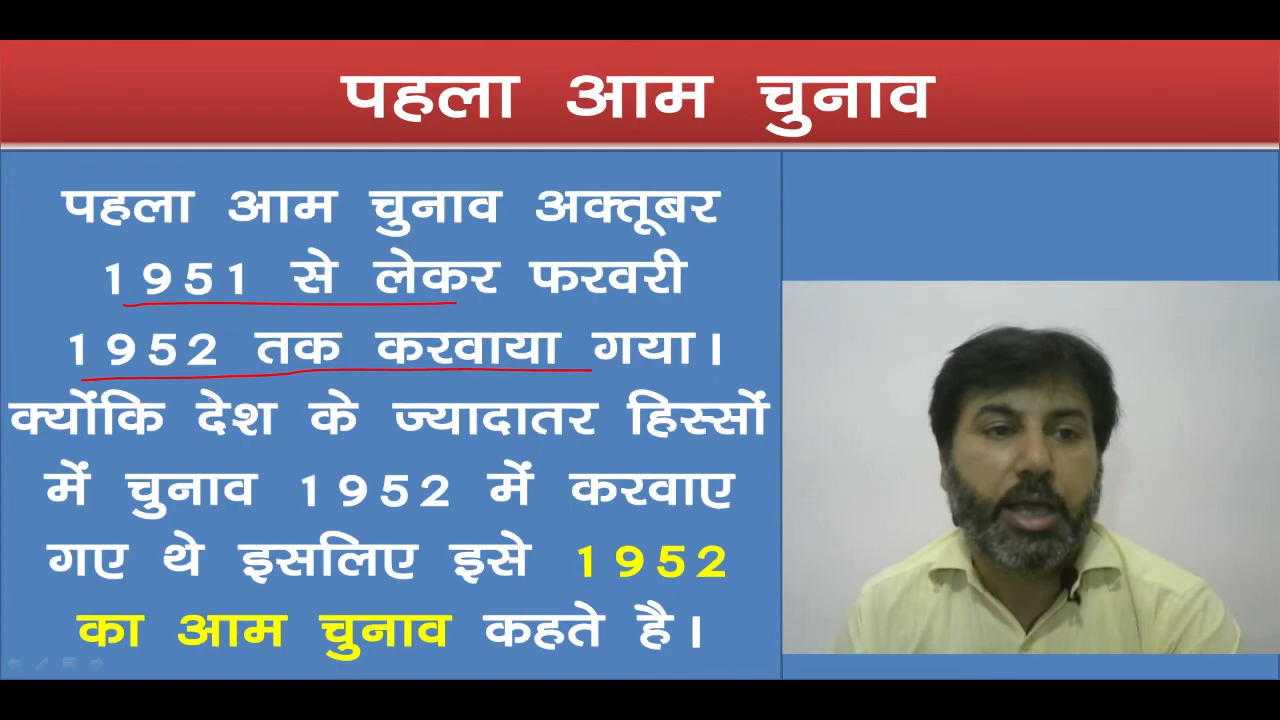 पहला आम चुनाव
पहला आम चुनाव अक्तूबर
1951 से लेकर फरवरी
1952 तक करवाया गया।
क्योंकि देश के ज्यादातर हिस्सों
में चुनाव 1952 में करवाए
गए थे इसलिए इसे 1952
का आम चुनाव कहते है।